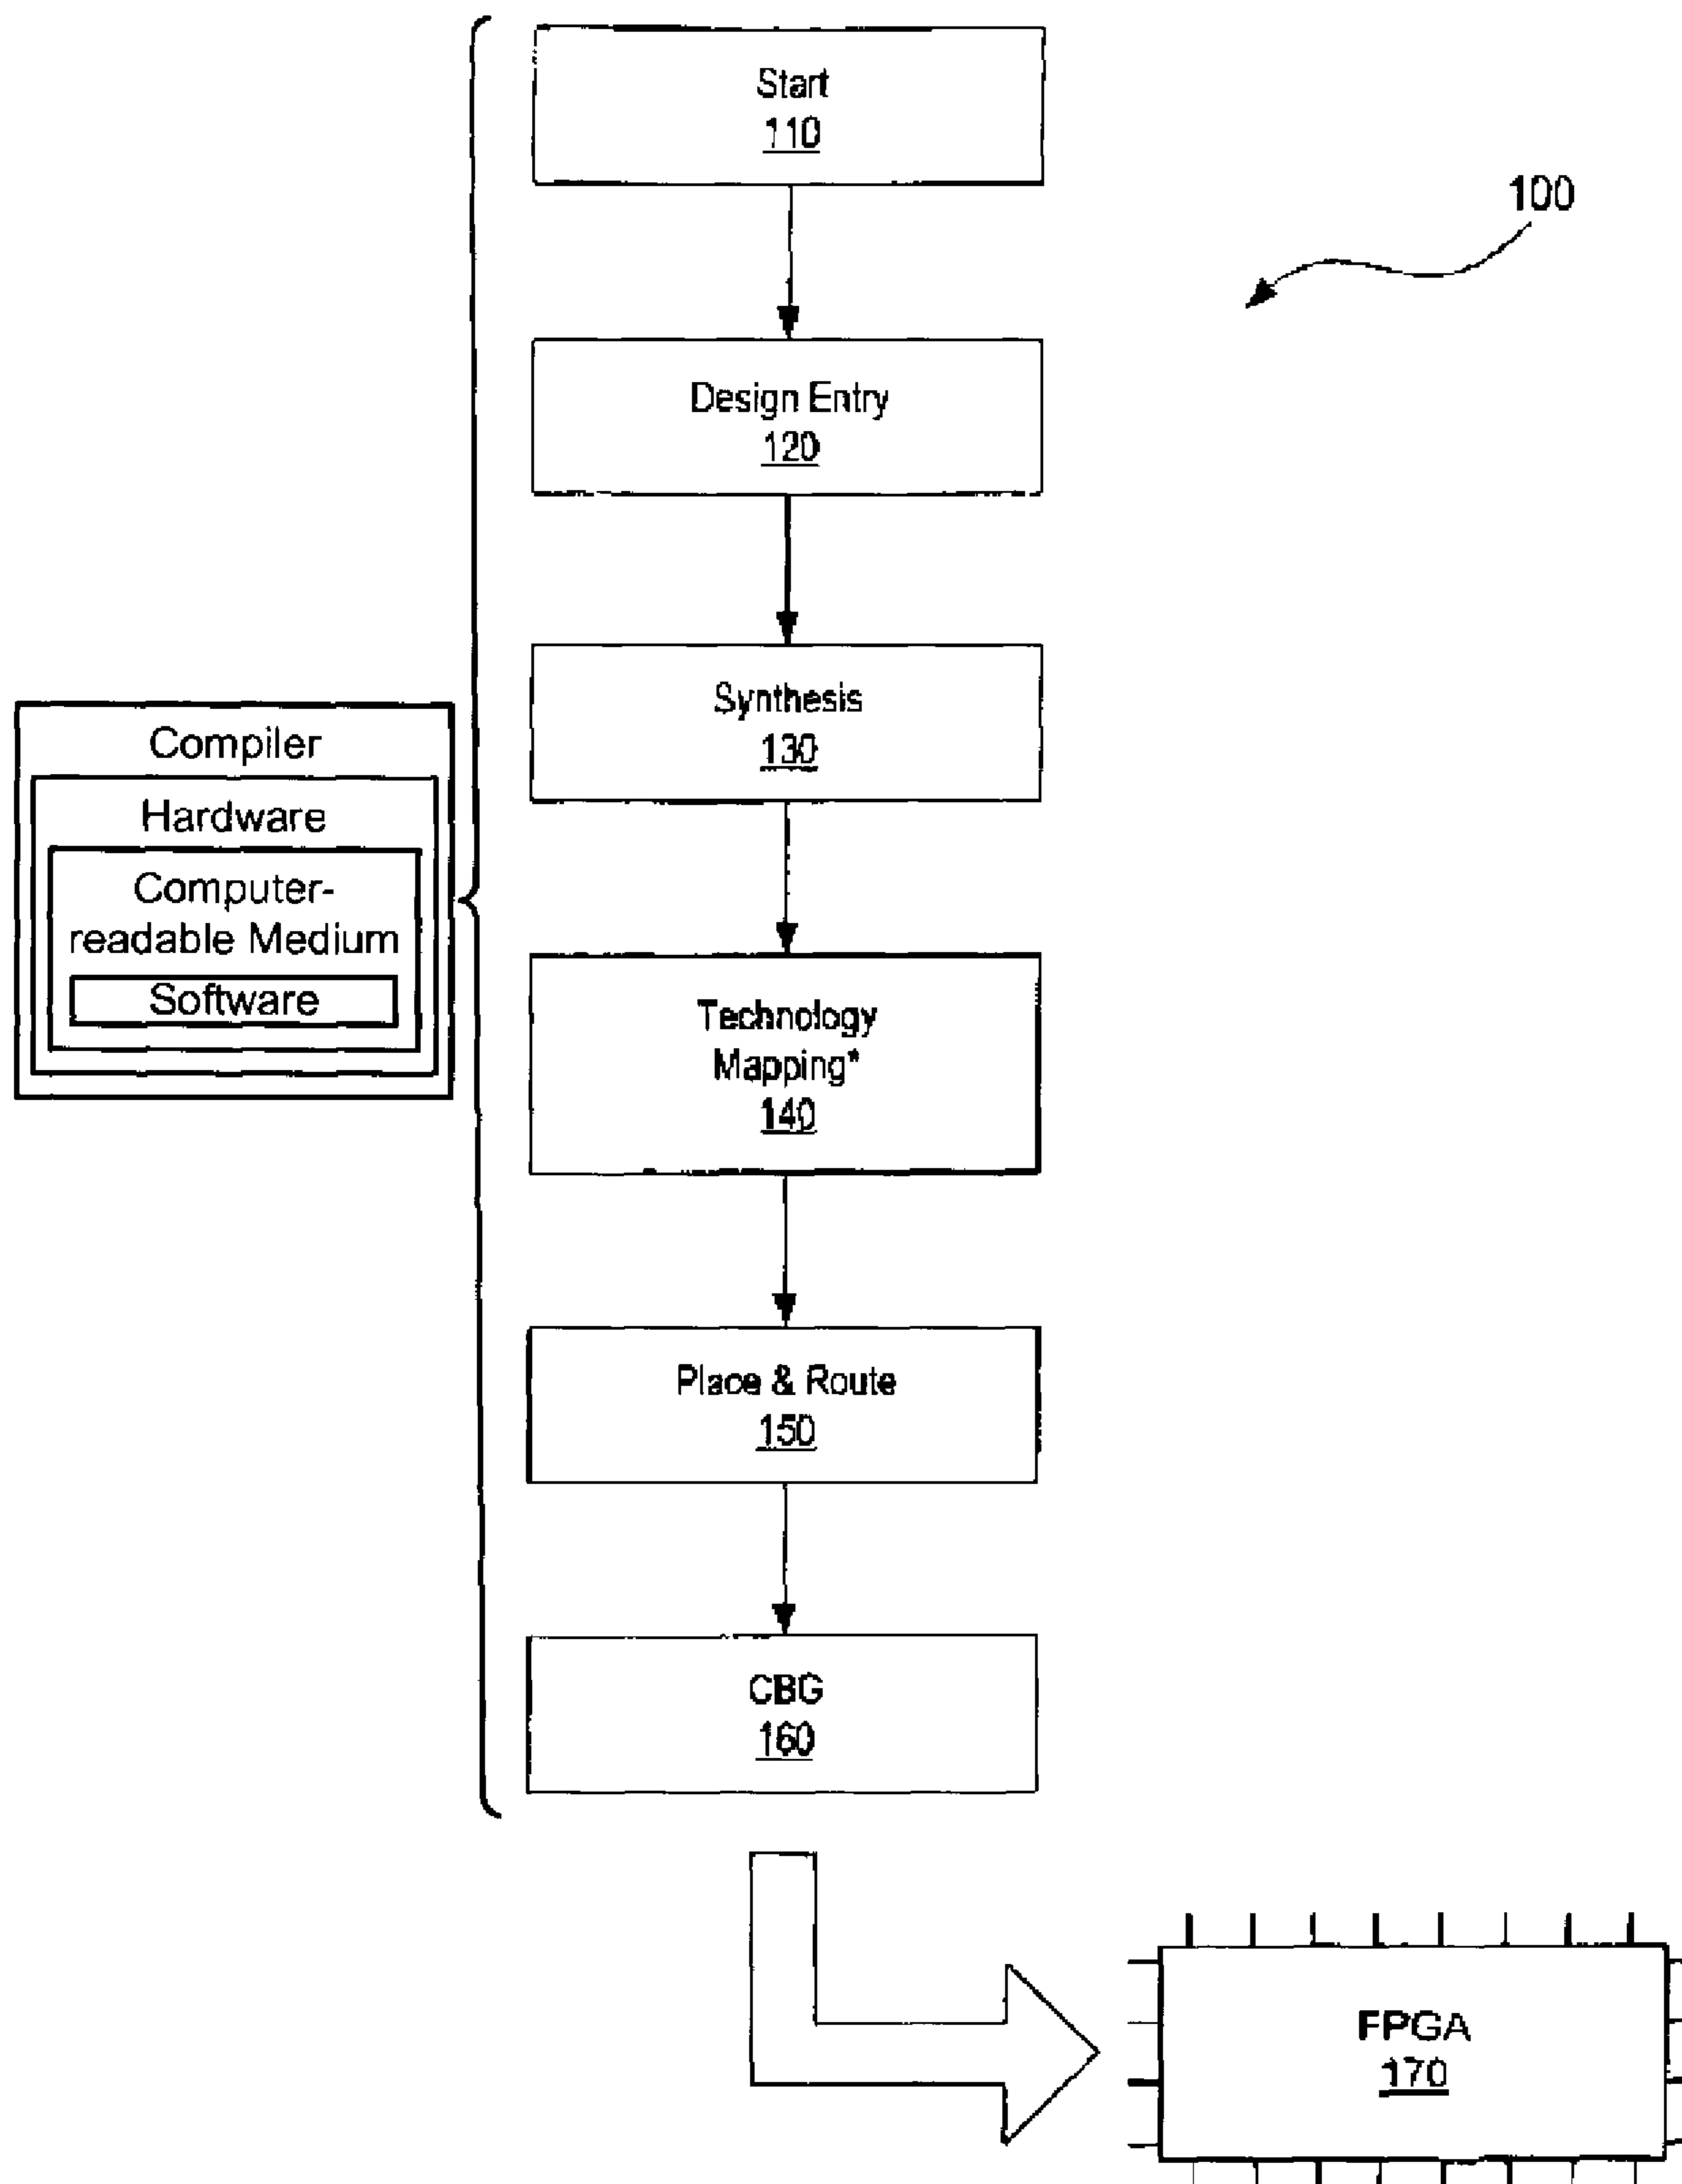 Start
110
100
Design Entry
120
Synthesis
130
Compiler
Hardware
Computer-
readable Medium
Software
Technology
Mapping*
140
Place & Route
150
CBG
160
FPGA
170